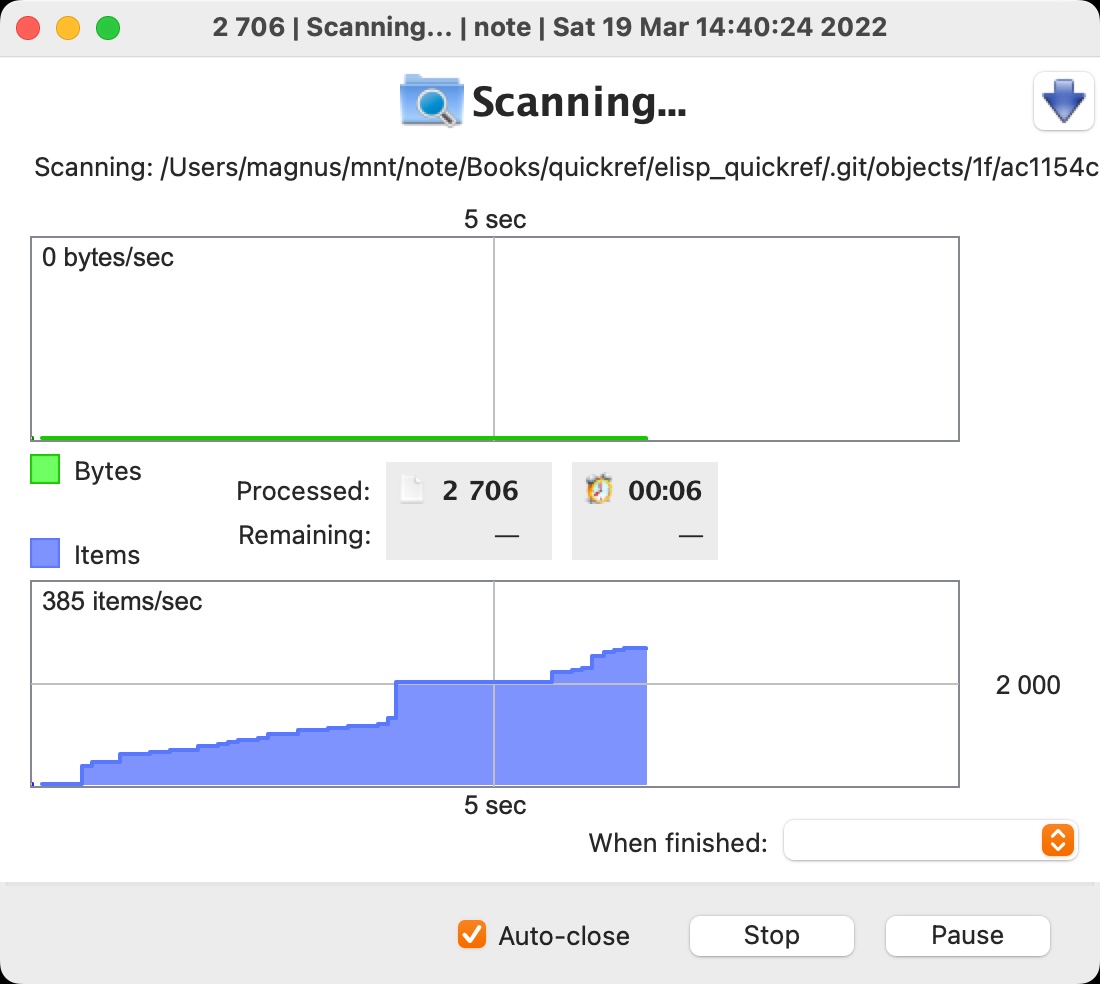 2 706 | Scanning... | note | Sat 19 Mar 14:40:24 2022
Scanning...
Scanning: /Users/magnus/mnt/note/Books/quickref/elisp_quickref/.git/objects/1f/ac1154c
5 sec
0 bytes/sec
Bytes
Processed: 2 706 00:06
Remaining: — —
Items
385 items/sec
2 000
5 sec
When finished:
Auto-close Stop Pause